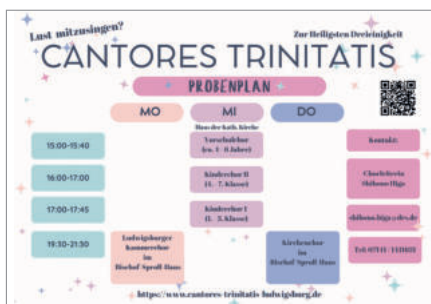 Lust mitzusingen?
Zur Heiligsten Dreieinigkeit
CANTORES TRINITATIS
PROBENPLAN
MO
MI
DO
Haus der Kath. Kirche
15:00-15:40
Vorschulchor
Kontakt:
16:00-17:00
Kinderchor II
Chorleiterin
17:00-17:45
Kinderchor I
19:30-21:30
Ludwigsburger
Kammerchor
im
Bischof-Sproll-Haus
Kirchenchor
im
Bischof-Sproll-Haus
https://www.cantores-trinitatis-ludwigsburg.de